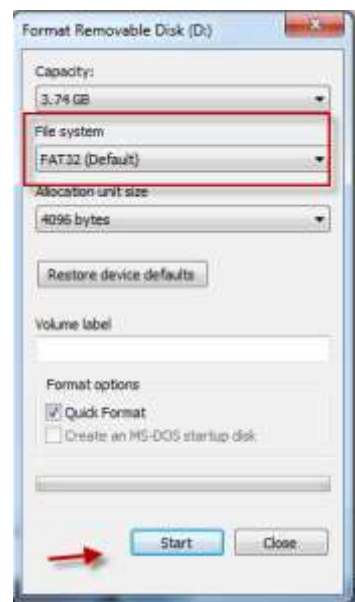 Format Removable Disk (D:)
Capacity:
3.74 GB
File system
FAT32 (Default)
Allocation unit size
4096 bytes
Restore device defaults
Volume label
Format options
Quick Format
Create an MS-DOS startup disk
Start Close